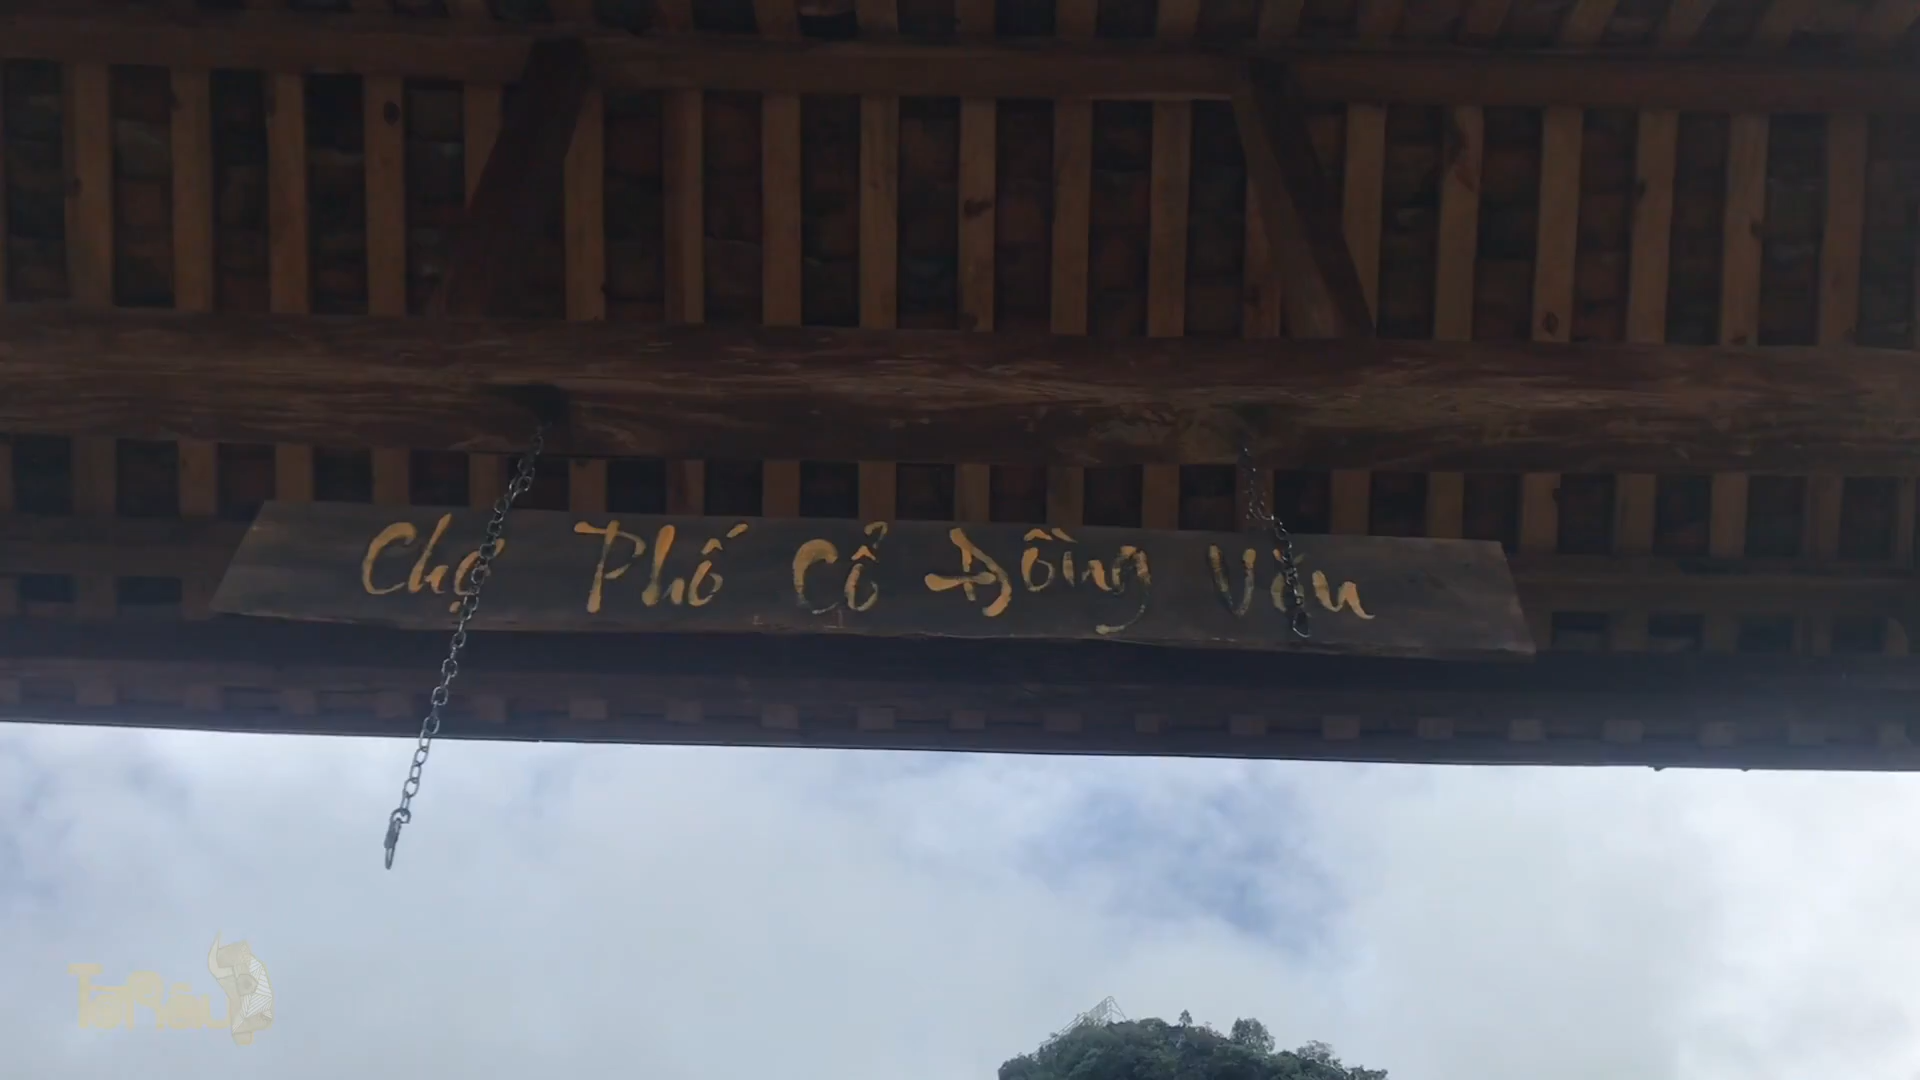 Chợ Phố Cổ Đồng Văn